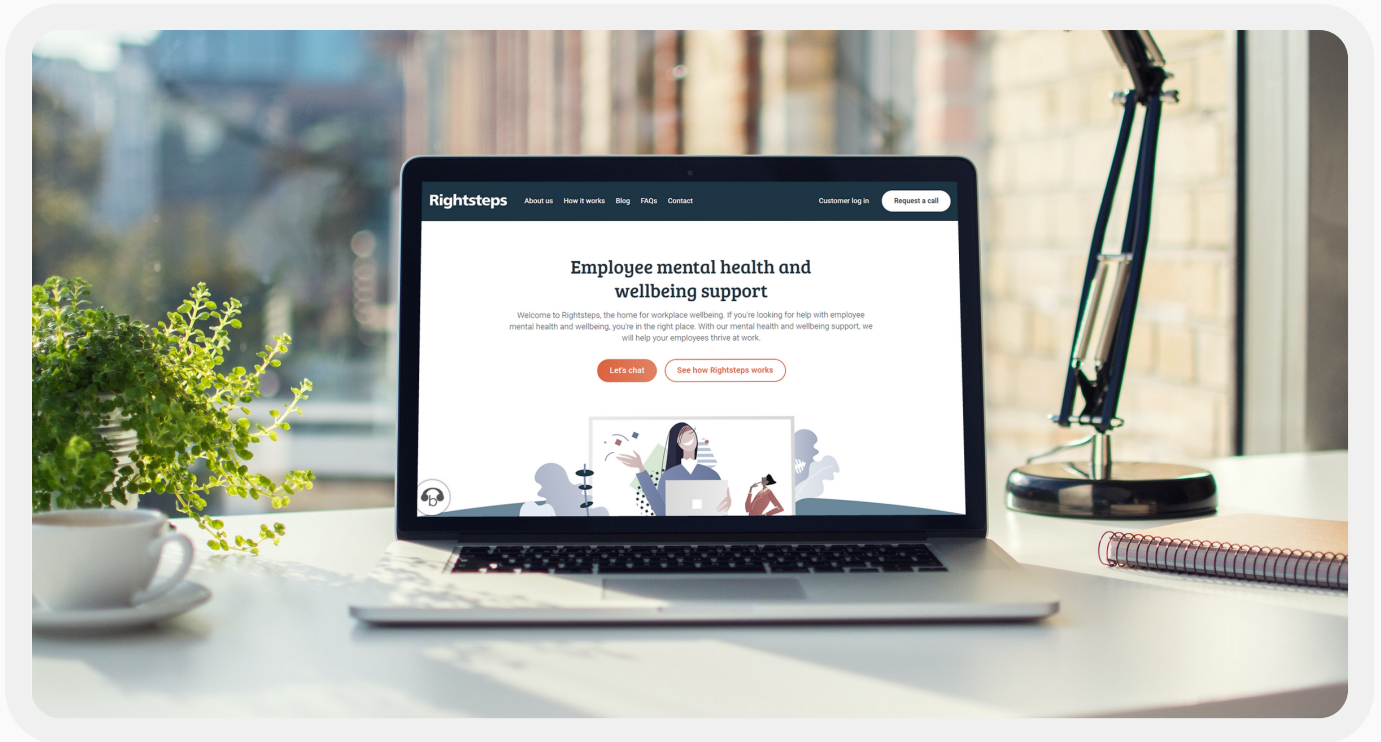 Rightsteps
About us
How it works
Blog
FAQs
Contact
Customer log in
Request a call
Employee mental health and
wellbeing support
Welcome to Rightsteps, the home for workplace wellbeing. If you're looking for help with employee
mental health and wellbeing, you're in the right place. With our mental health and wellbeing support, we
will help your employees thrive at work.
Let's chat
See how Rightsteps works
b